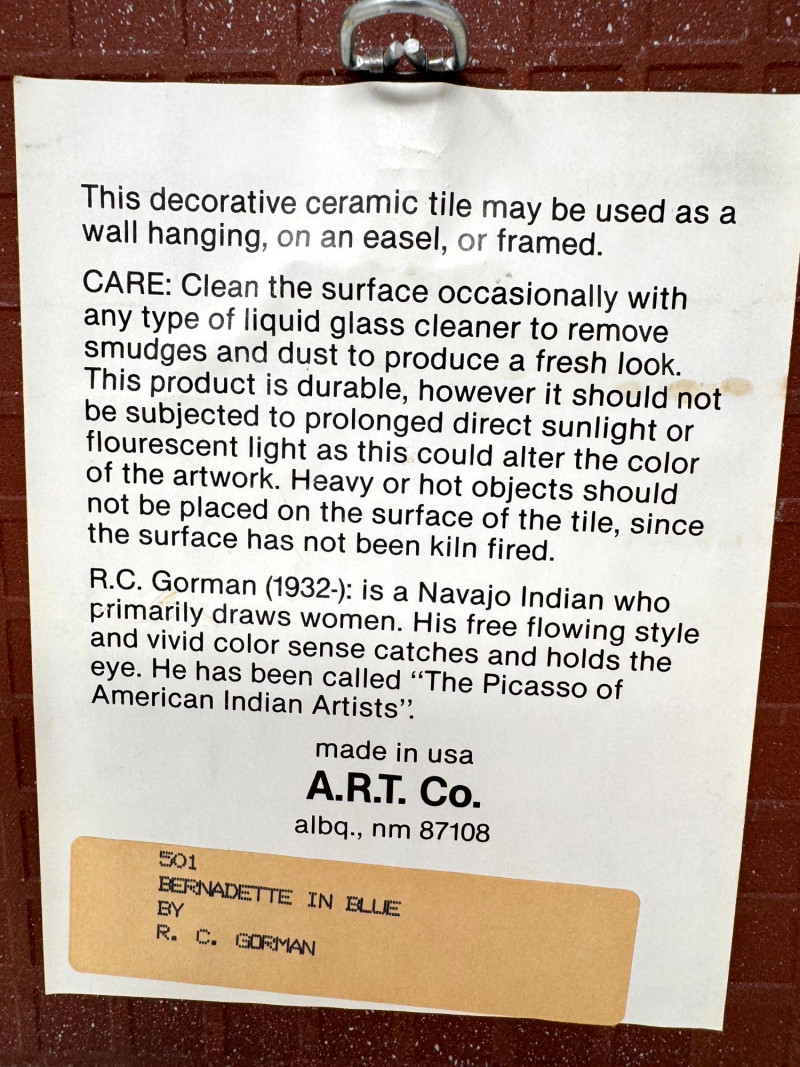 This decorative ceramic tile may be used as a
wall hanging, on an easel, or framed.
CARE: Clean the surface occasionally with
any type of liquid glass cleaner to remove
smudges and dust to produce a fresh look.
This product is durable, however it should not
be subjected to prolonged direct sunlight or
flourescent light as this could alter the color
of the artwork. Heavy or hot objects should
not be placed on the surface of the tile, since
the surface has not been kiln fired.
R.C. Gorman (1932-): is a Navajo Indian who
primarily draws women. His free flowing style
and vivid color sense catches and holds the
eye. He has been called “The Picasso of
American Indian Artists”.
made in usa
A.R.T. Co.
albq., nm 87108
501
BERNADETTE IN BLUE
BY
R. C. GORMAN